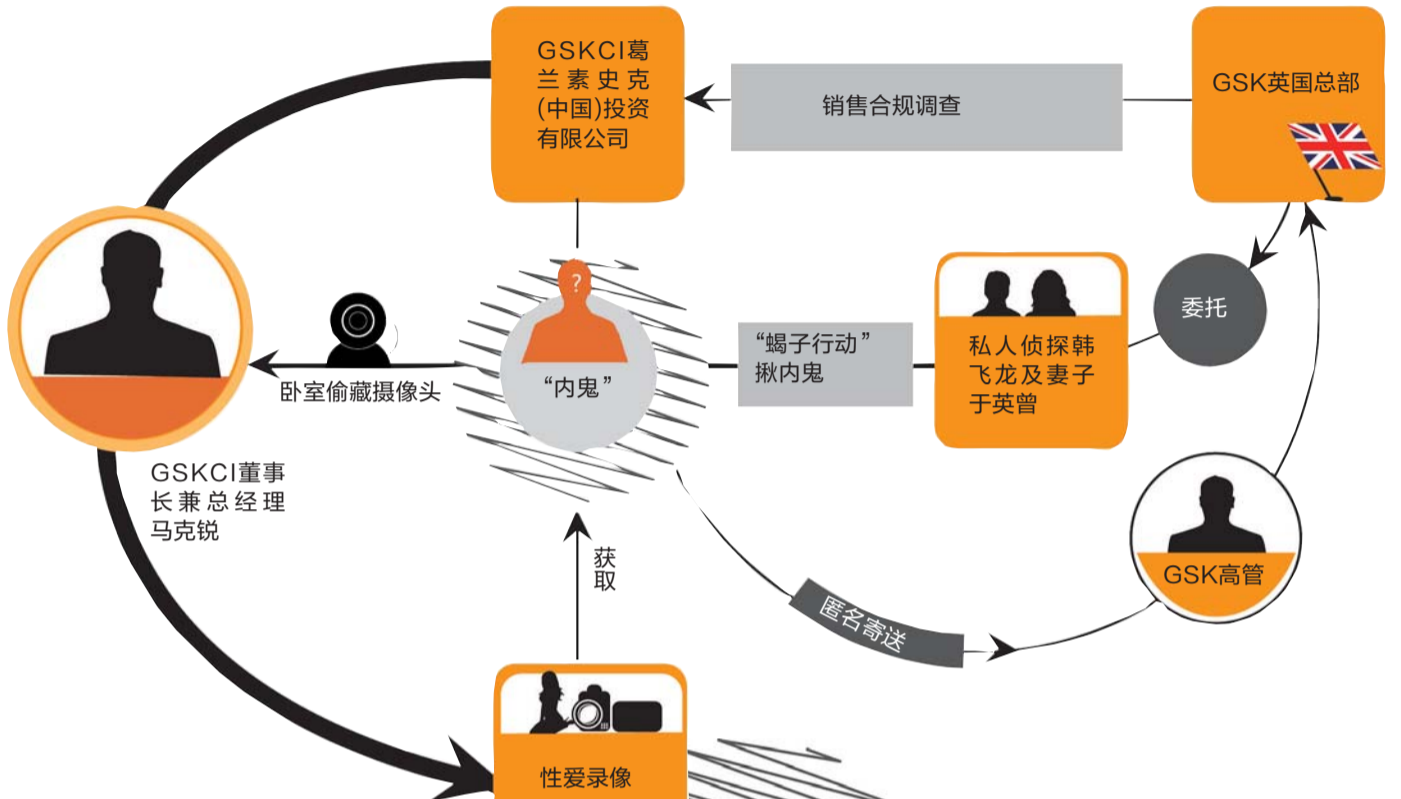 GSKCI葛
兰素史克
(中国)投资
有限公司
销售合规调查
GSK英国总部
?
“内鬼”
卧室偷藏摄像头
“蝎子行动”
揪内鬼
私人侦探韩
飞龙及妻子
于英曾
委托
GSKCI董事
长兼总经理
马克锐
获
取
匿名寄送
GSK高管
性爱录像